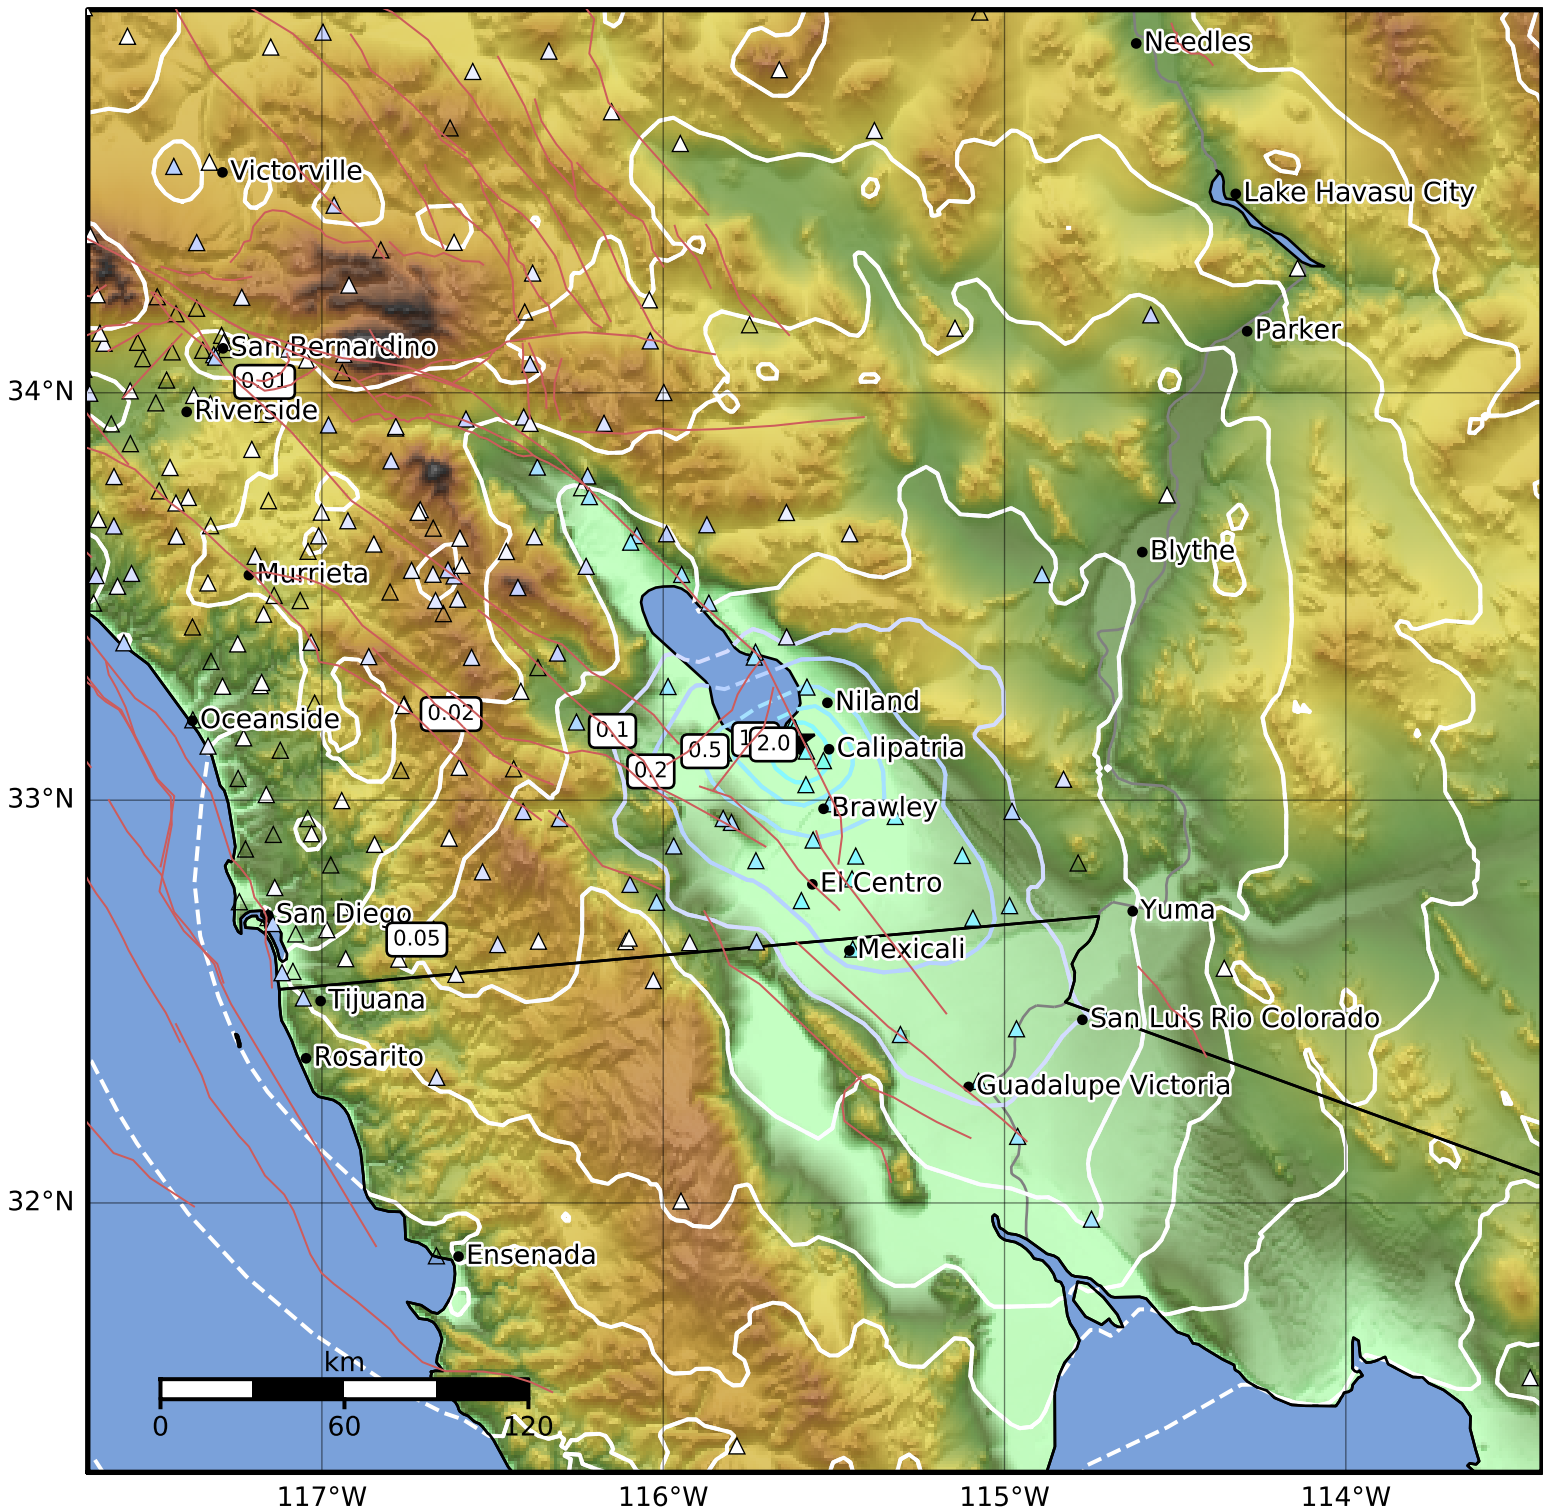 Needles
Victorville
Lake Havasu City
Parker
San Bernardino
0.01
34°N
Riverside
Blythe
Murrieta
Niland
0.02
Oceanside
0.1
2.0
0.5
Calipatria
0.2
33°N
Brawley
El Centro
San Diego
Yuma
0.05
Mexicali
Tijuana
San Luis Rio Colorado
Rosarito
Guadalupe Victoria
32°N
Ensenada
km
0 60 120
117°W 116°W 115°W 114°W